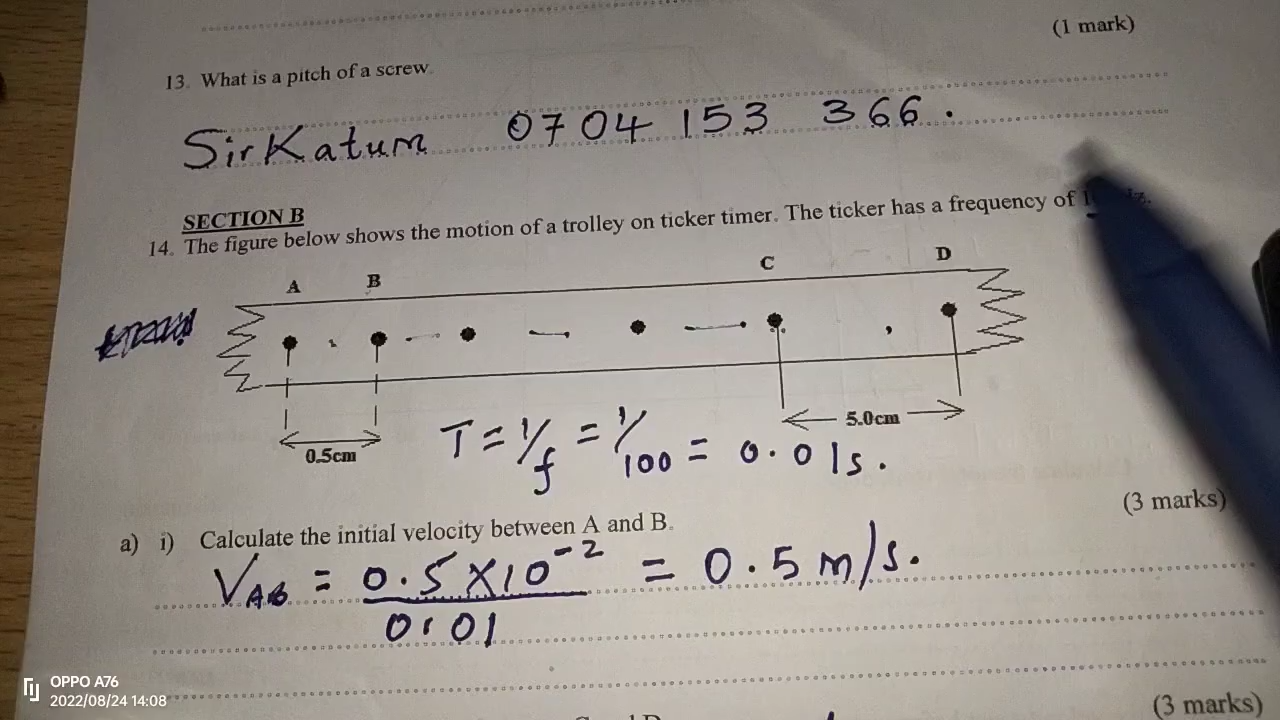 (1 mark)
13. What is a pitch of a screw.
Sir Katum 0704 153 366.
SECTION B
14. The figure below shows the motion of a trolley on ticker timer. The ticker has a frequency of
A B C D
0.5cm
5.0cm
T = 1/f = 1/100 = 0.01s.
(3 marks)
a) i) Calculate the initial velocity between A and B.
VAB = 0.5×10⁻² = 0.5 m/s.
0.01
OPPO A76
2022/08/24 14:08
(3 marks)